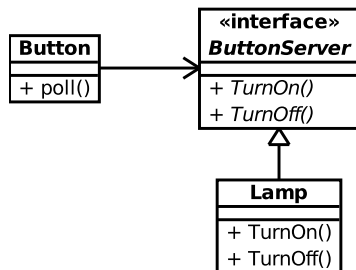 «interface»
ButtonServer
+ TurnOn()
+ TurnOff()
Button
+ poll()
Lamp
+ TurnOn()
+ TurnOff()